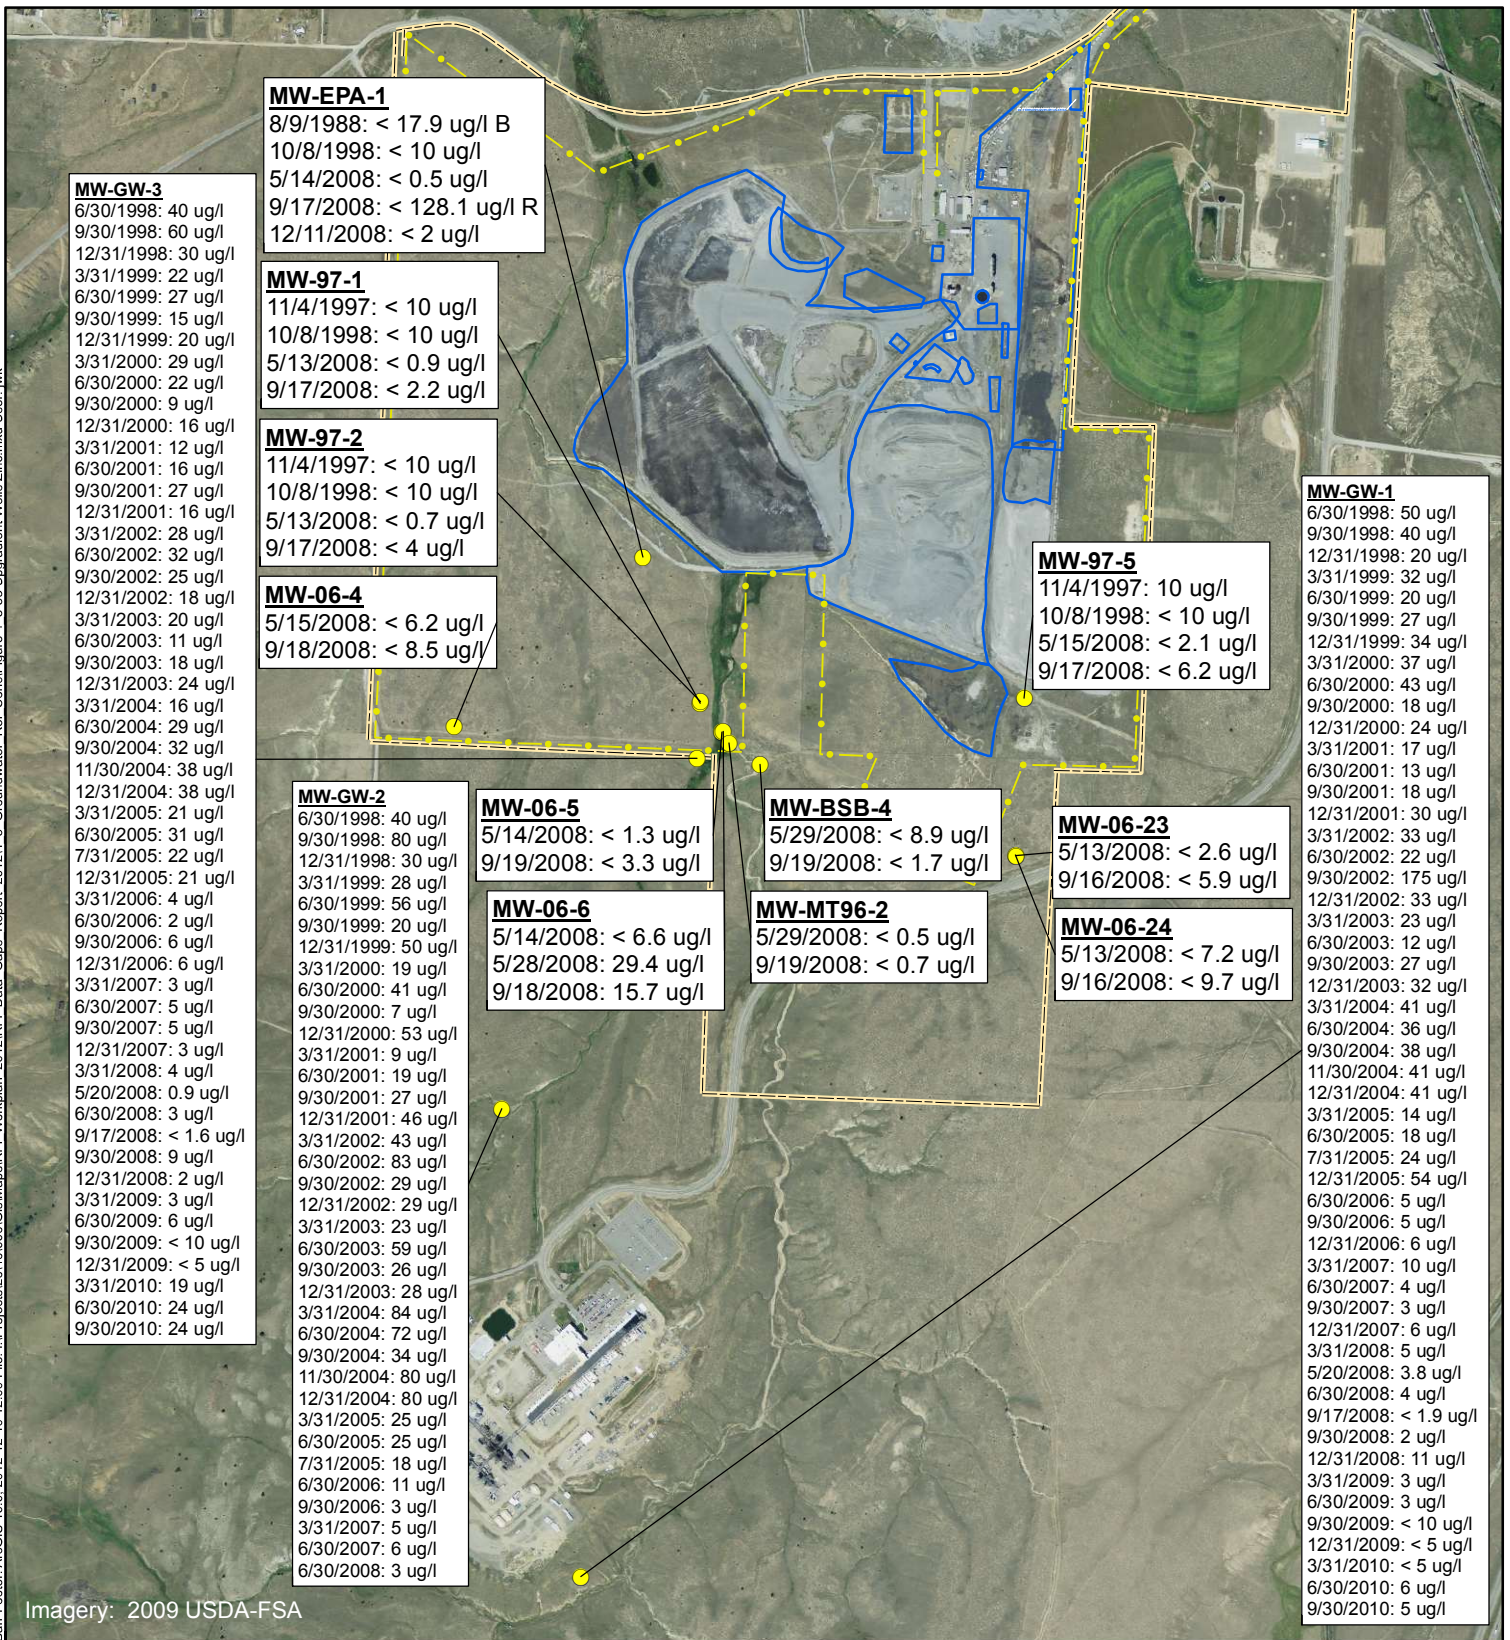 MW-EPA-1
8/9/1988: < 17.9 ug/l B
10/8/1998: < 10 ug/l
5/14/2008: < 0.5 ug/l
9/17/2008: < 128.1 ug/l R
12/11/2008: < 2 ug/l
MW-GW-3
6/30/1998: 40 ug/l
9/30/1998: 60 ug/l
12/31/1998: 30 ug/l
3/31/1999: 22 ug/l
6/30/1999: 27 ug/l
9/30/1999: 15 ug/l
12/31/1999: 20 ug/l
3/31/2000: 29 ug/l
6/30/2000: 22 ug/l
9/30/2000: 9 ug/l
12/31/2000: 16 ug/l
3/31/2001: 12 ug/l
6/30/2001: 16 ug/l
9/30/2001: 27 ug/l
12/31/2001: 16 ug/l
3/31/2002: 28 ug/l
6/30/2002: 32 ug/l
9/30/2002: 25 ug/l
12/31/2002: 18 ug/l
3/31/2003: 20 ug/l
6/30/2003: 11 ug/l
9/30/2003: 18 ug/l
12/31/2003: 24 ug/l
3/31/2004: 16 ug/l
6/30/2004: 29 ug/l
9/30/2004: 32 ug/l
11/30/2004: 38 ug/l
12/31/2004: 38 ug/l
3/31/2005: 21 ug/l
6/30/2005: 31 ug/l
7/31/2005: 22 ug/l
12/31/2005: 21 ug/l
3/31/2006: 4 ug/l
6/30/2006: 2 ug/l
9/30/2006: 6 ug/l
12/31/2006: 6 ug/l
3/31/2007: 3 ug/l
6/30/2007: 5 ug/l
9/30/2007: 5 ug/l
12/31/2007: 3 ug/l
3/31/2008: 4 ug/l
5/20/2008: 0.9 ug/l
6/30/2008: 3 ug/l
9/17/2008: < 1.6 ug/l
9/30/2008: 9 ug/l
12/31/2008: 2 ug/l
3/31/2009: 3 ug/l
6/30/2009: 6 ug/l
9/30/2009: < 10 ug/l
12/31/2009: < 5 ug/l
3/31/2010: 19 ug/l
6/30/2010: 24 ug/l
9/30/2010: 24 ug/l
MW-97-1
11/4/1997: < 10 ug/l
10/8/1998: < 10 ug/l
5/13/2008: < 0.9 ug/l
9/17/2008: < 2.2 ug/l
MW-97-2
11/4/1997: < 10 ug/l
10/8/1998: < 10 ug/l
5/13/2008: < 0.7 ug/l
9/17/2008: < 4 ug/l
MW-06-4
5/15/2008: < 6.2 ug/l
9/18/2008: < 8.5 ug/l
MW-97-5
11/4/1997: 10 ug/l
10/8/1998: < 10 ug/l
5/15/2008: < 2.1 ug/l
9/17/2008: < 6.2 ug/l
MW-GW-1
6/30/1998: 50 ug/l
9/30/1998: 40 ug/l
12/31/1998: 20 ug/l
3/31/1999: 32 ug/l
6/30/1999: 20 ug/l
9/30/1999: 27 ug/l
12/31/1999: 34 ug/l
3/31/2000: 37 ug/l
6/30/2000: 43 ug/l
9/30/2000: 18 ug/l
12/31/2000: 24 ug/l
3/31/2001: 17 ug/l
6/30/2001: 13 ug/l
9/30/2001: 18 ug/l
12/31/2001: 30 ug/l
3/31/2002: 33 ug/l
6/30/2002: 22 ug/l
9/30/2002: 175 ug/l
12/31/2002: 33 ug/l
3/31/2003: 23 ug/l
6/30/2003: 12 ug/l
9/30/2003: 27 ug/l
12/31/2003: 32 ug/l
3/31/2004: 41 ug/l
6/30/2004: 36 ug/l
9/30/2004: 38 ug/l
11/30/2004: 41 ug/l
12/31/2004: 41 ug/l
3/31/2005: 14 ug/l
6/30/2005: 18 ug/l
7/31/2005: 24 ug/l
12/31/2005: 54 ug/l
6/30/2006: 5 ug/l
9/30/2006: 5 ug/l
12/31/2006: 6 ug/l
3/31/2007: 10 ug/l
6/30/2007: 4 ug/l
9/30/2007: 3 ug/l
12/31/2007: 6 ug/l
3/31/2008: 5 ug/l
5/20/2008: 3.8 ug/l
6/30/2008: 4 ug/l
9/17/2008: < 1.9 ug/l
9/30/2008: 2 ug/l
12/31/2008: 11 ug/l
3/31/2009: 3 ug/l
6/30/2009: 3 ug/l
9/30/2009: < 10 ug/l
12/31/2009: < 5 ug/l
3/31/2010: < 5 ug/l
6/30/2010: 6 ug/l
9/30/2010: 5 ug/l
MW-GW-2
6/30/1998: 40 ug/l
9/30/1998: 80 ug/l
12/31/1998: 30 ug/l
3/31/1999: 28 ug/l
6/30/1999: 56 ug/l
9/30/1999: 20 ug/l
12/31/1999: 50 ug/l
3/31/2000: 19 ug/l
6/30/2000: 41 ug/l
9/30/2000: 7 ug/l
12/31/2000: 53 ug/l
3/31/2001: 9 ug/l
6/30/2001: 19 ug/l
9/30/2001: 27 ug/l
12/31/2001: 46 ug/l
3/31/2002: 43 ug/l
6/30/2002: 83 ug/l
9/30/2002: 29 ug/l
12/31/2002: 29 ug/l
3/31/2003: 23 ug/l
6/30/2003: 59 ug/l
9/30/2003: 26 ug/l
12/31/2003: 28 ug/l
3/31/2004: 84 ug/l
6/30/2004: 72 ug/l
9/30/2004: 34 ug/l
11/30/2004: 80 ug/l
12/31/2004: 80 ug/l
3/31/2005: 25 ug/l
6/30/2005: 25 ug/l
7/31/2005: 18 ug/l
6/30/2006: 11 ug/l
9/30/2006: 3 ug/l
3/31/2007: 5 ug/l
6/30/2007: 6 ug/l
6/30/2008: 3 ug/l
MW-06-5
5/14/2008: < 1.3 ug/l
9/19/2008: < 3.3 ug/l
MW-BSB-4
5/29/2008: < 8.9 ug/l
9/19/2008: < 1.7 ug/l
MW-06-23
5/13/2008: < 2.6 ug/l
9/16/2008: < 5.9 ug/l
MW-06-6
5/14/2008: < 6.6 ug/l
5/28/2008: 29.4 ug/l
9/18/2008: 15.7 ug/l
MW-MT96-2
5/29/2008: < 0.5 ug/l
9/19/2008: < 0.7 ug/l
MW-06-24
5/13/2008: < 7.2 ug/l
9/16/2008: < 9.7 ug/l
Imagery: 2009 USDA-FSA